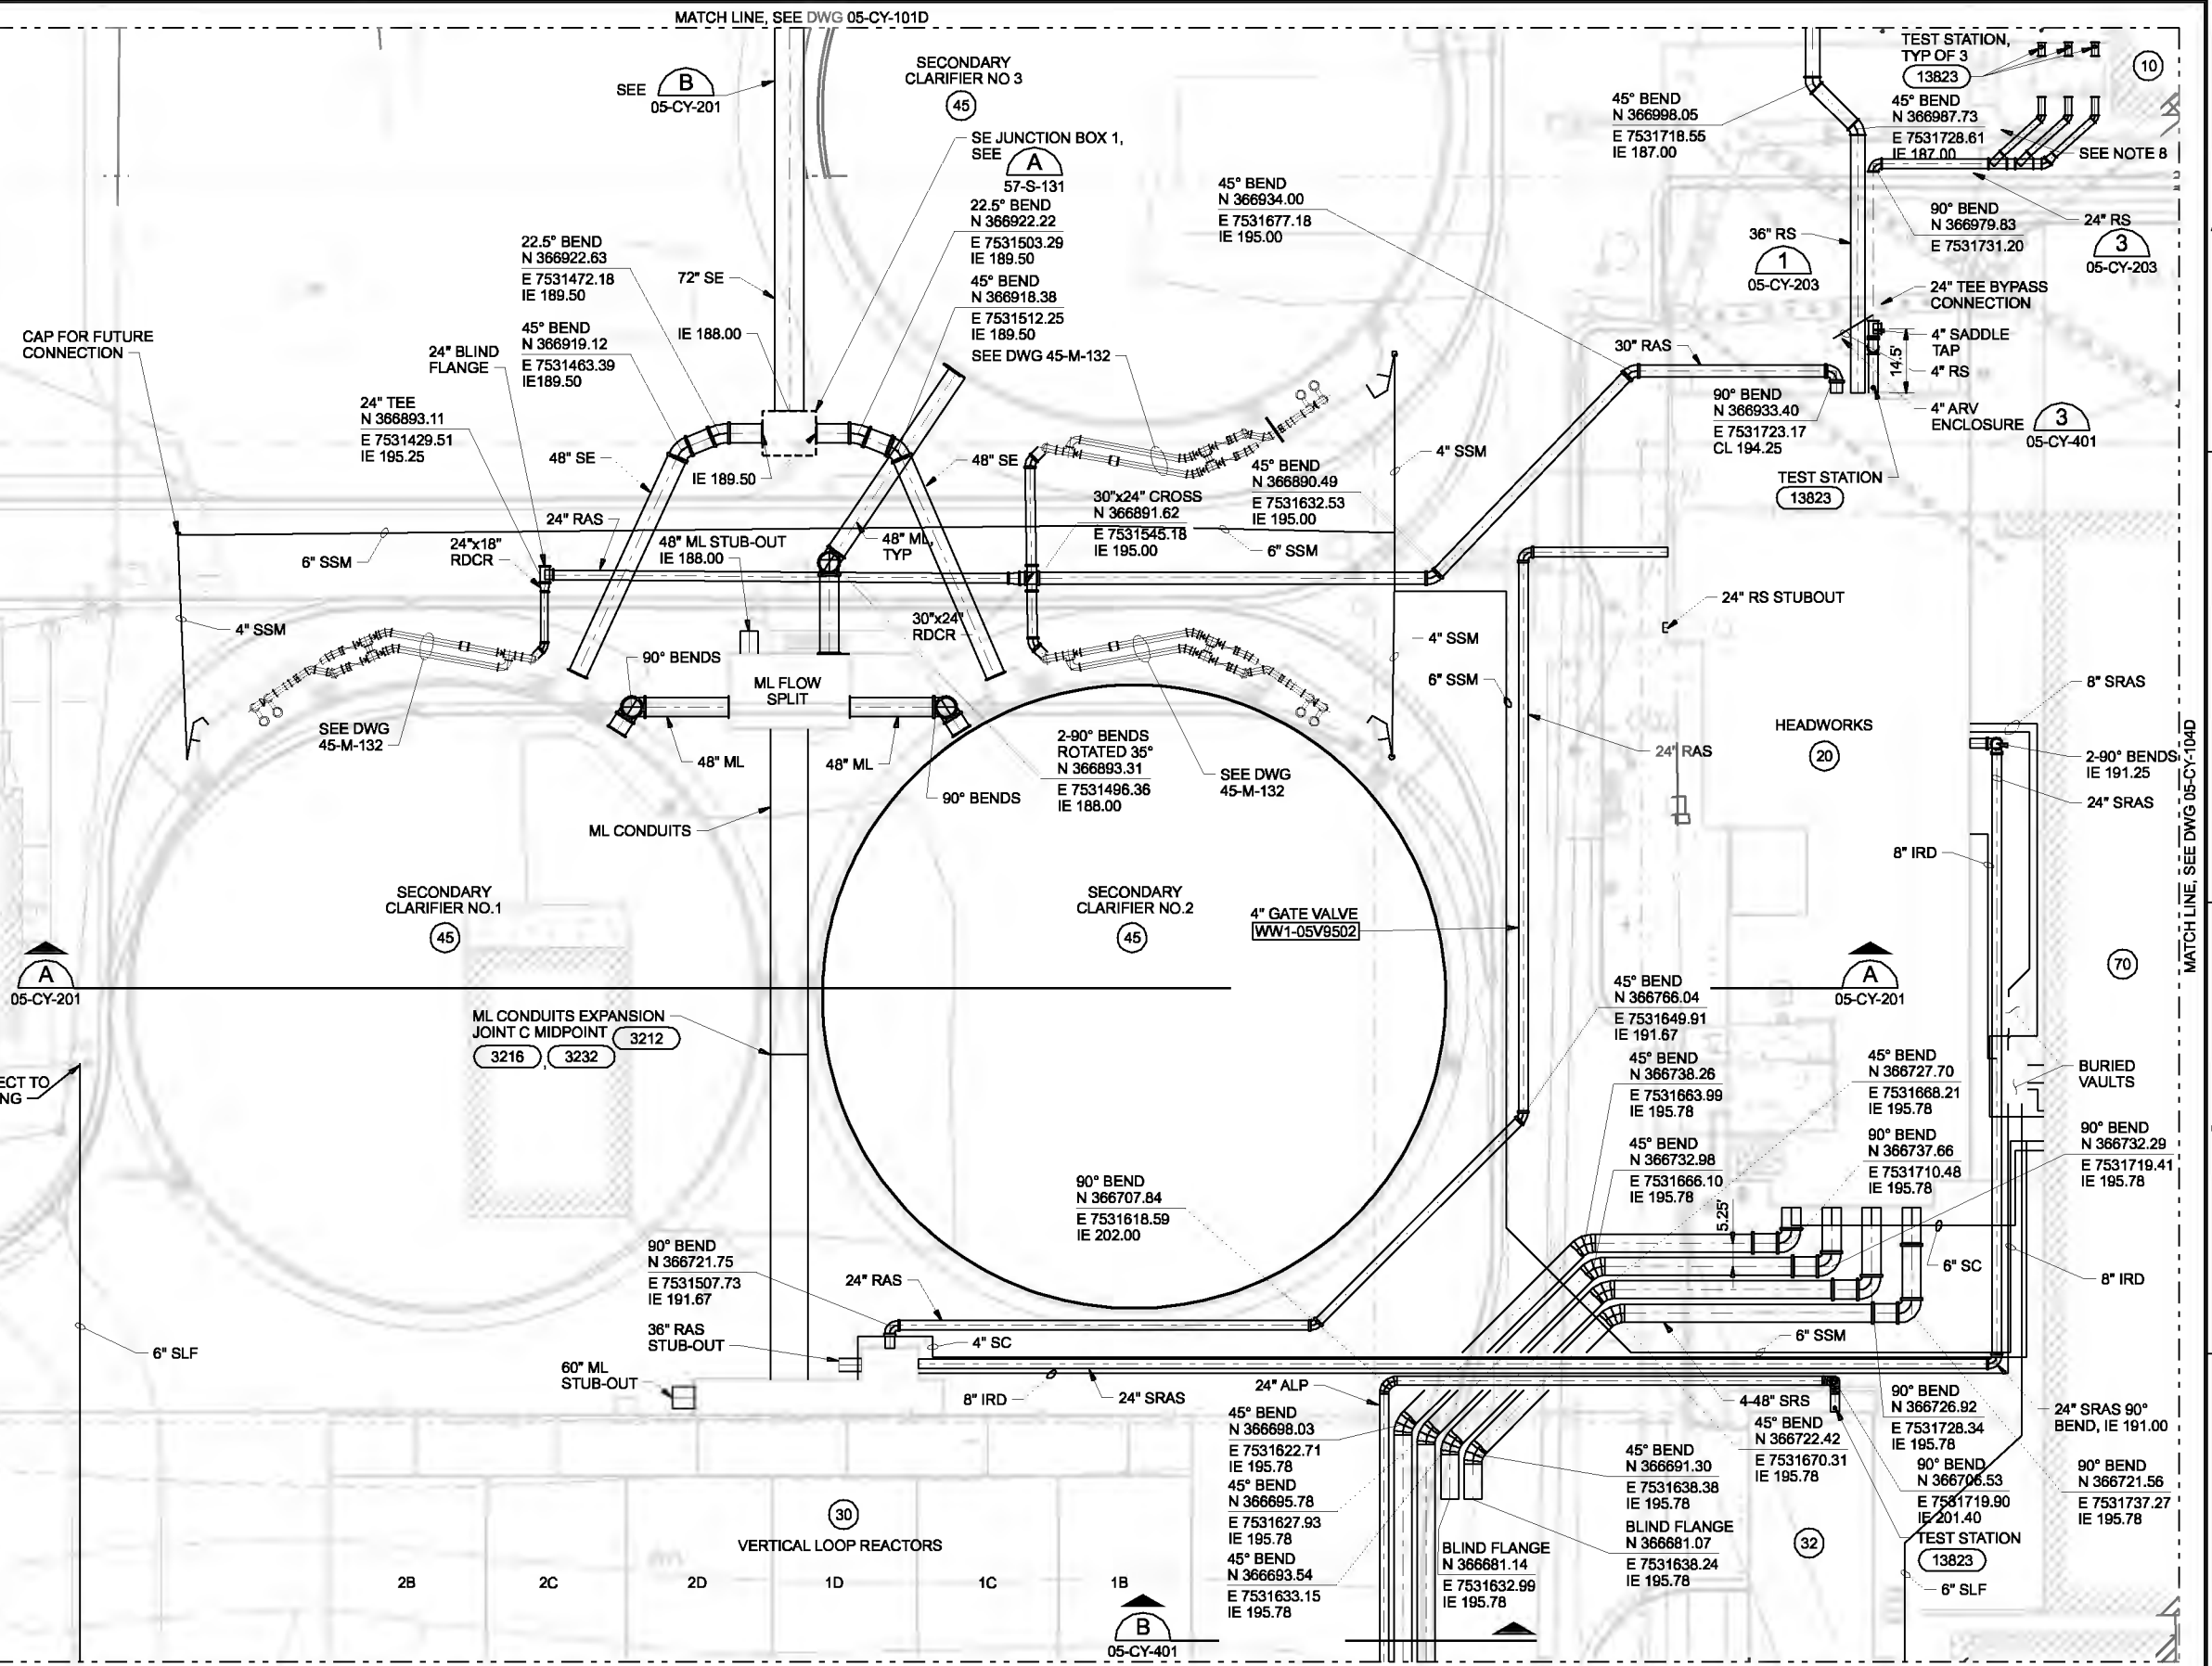 MATCH LINE, SEE DWG 05-CY-101D
SEE
B
05-CY-201
SECONDARY
CLARIFIER NO 3
45
SE JUNCTION BOX 1,
SEE
A
57-S-131
22.5° BEND
N 366922.22
E 7531503.29
IE 189.50
45° BEND
N 366918.38
E 7531512.25
IE 189.50
SEE DWG 45-M-132
22.5° BEND
N 366922.63
E 7531472.18
IE 189.50
45° BEND
N 366919.12
E 7531463.39
IE189.50
72" SE
IE 188.00
CAP FOR FUTURE
CONNECTION
24" BLIND
FLANGE
24" TEE
N 366893.11
E 7531429.51
IE 195.25
48" SE
IE 189.50
48" SE
24" RAS
6" SSM
24"x18"
RDCR
48" ML STUB-OUT
IE 188.00
48" ML,
TYP
30"x24" CROSS
N 366891.62
E 7531545.18
IE 195.00
45° BEND
N 366890.49
E 7531632.53
IE 195.00
6" SSM
4" SSM
45° BEND
N 366934.00
E 7531677.18
IE 195.00
45° BEND
N 366998.05
E 7531718.55
IE 187.00
TEST STATION,
TYP OF 3
13823
10
45° BEND
N 366987.73
E 7531728.61
IE 187.00
SEE NOTE 8
90° BEND
N 366979.83
E 7531731.20
24" RS
3
05-CY-203
36" RS
1
05-CY-203
24" TEE BYPASS
CONNECTION
4" SADDLE
TAP
14.5'
4" RS
4" ARV
ENCLOSURE
3
05-CY-401
30" RAS
90° BEND
N 366933.40
E 7531723.17
CL 194.25
TEST STATION
13823
24" RS STUBOUT
4" SSM
30"x24"
RDCR
4" SSM
6" SSM
90° BENDS
ML FLOW
SPLIT
SEE DWG
45-M-132
48" ML
48" ML
90° BENDS
2-90° BENDS
ROTATED 35°
N 366893.31
E 7531496.36
IE 188.00
SEE DWG
45-M-132
24" RAS
HEADWORKS
20
8" SRAS
2-90° BENDS
IE 191.25
24" SRAS
MATCH LINE, SEE DWG 05-CY-104D
ML CONDUITS
8" IRD
SECONDARY
CLARIFIER NO.1
45
SECONDARY
CLARIFIER NO.2
45
4" GATE VALVE
WW1-05V9502
A
05-CY-201
A
05-CY-201
70
ML CONDUITS EXPANSION
JOINT C MIDPOINT
3212
3216
,
3232
ECT TO
NG
45° BEND
N 366766.04
E 7531649.91
IE 191.67
45° BEND
N 366738.26
E 7531663.99
IE 195.78
45° BEND
N 366732.98
E 7531666.10
IE 195.78
45° BEND
N 366727.70
E 7531668.21
IE 195.78
90° BEND
N 366737.66
E 7531710.48
IE 195.78
BURIED
VAULTS
90° BEND
N 366732.29
E 7531719.41
IE 195.78
5.25'
90° BEND
N 366707.84
E 7531618.59
IE 202.00
90° BEND
N 366721.75
E 7531507.73
IE 191.67
24" RAS
36" RAS
STUB-OUT
4" SC
6" SC
8" IRD
6" SSM
6" SLF
60" ML
STUB-OUT
8" IRD
24" SRAS
24" ALP
4-48" SRS
45° BEND
N 366698.03
E 7531622.71
IE 195.78
45° BEND
N 366695.78
E 7531627.93
IE 195.78
45° BEND
N 366693.54
E 7531633.15
IE 195.78
45° BEND
N 366691.30
E 7531638.38
IE 195.78
BLIND FLANGE
N 366681.07
E 7531638.24
IE 195.78
BLIND FLANGE
N 366681.14
E 7531632.99
IE 195.78
45° BEND
N 366722.42
E 7531670.31
IE 195.78
90° BEND
N 366726.92
E 7531728.34
IE 195.78
90° BEND
N 366706.53
E 7531719.90
IE 201.40
TEST STATION
13823
24" SRAS 90°
BEND, IE 191.00
90° BEND
N 366721.56
E 7531737.27
IE 195.78
30
VERTICAL LOOP REACTORS
32
6" SLF
2B
2C
2D
1D
1C
1B
B
05-CY-401